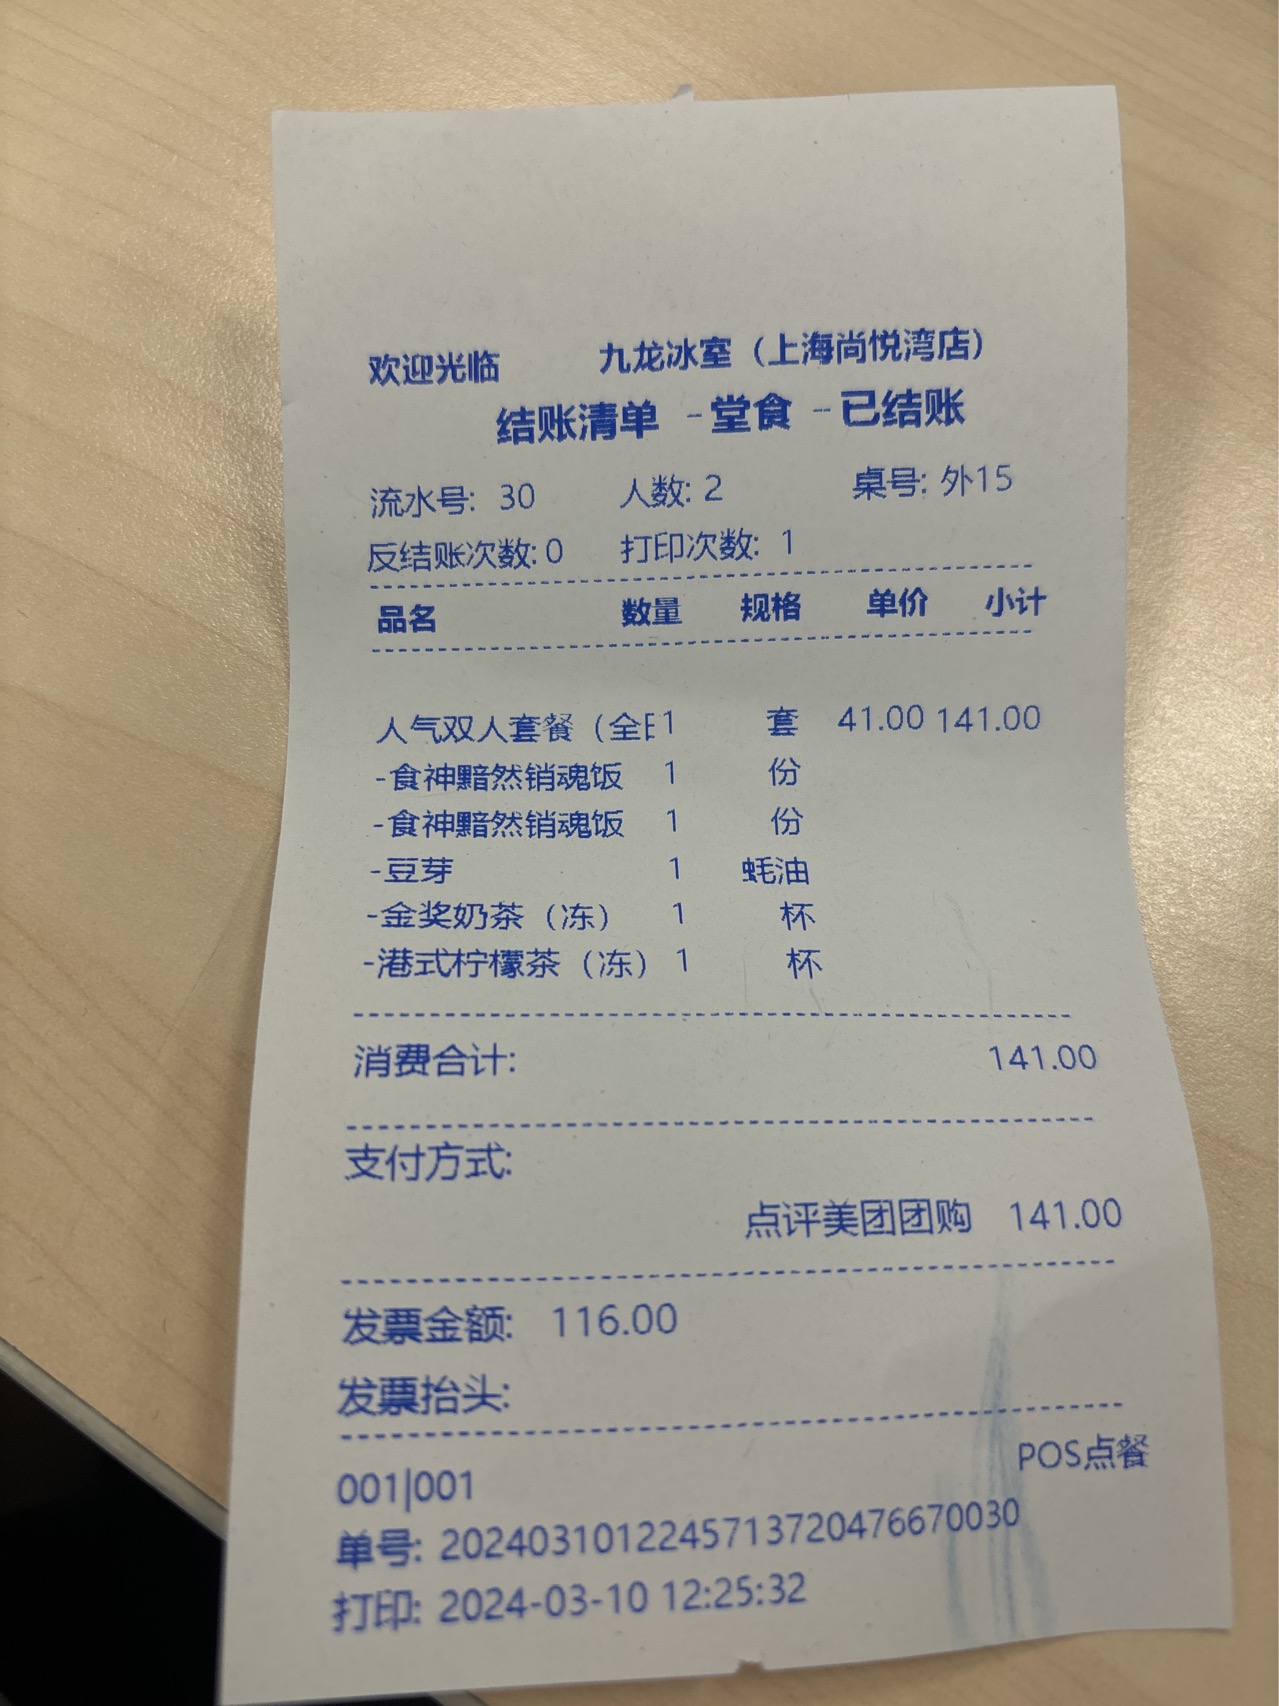 欢迎光临 九龙冰室（上海尚悦湾店）
结账清单 -堂食 -已结账
流水号: 30 人数: 2 桌号: 外15
反结账次数: 0 打印次数: 1
品名 数量 规格 单价 小计
人气双人套餐（全日 1 套 41.00 141.00
-食神黯然销魂饭 1 份
-食神黯然销魂饭 1 份
-豆芽 1 蚝油
-金奖奶茶（冻） 1 杯
-港式柠檬茶（冻） 1 杯
消费合计: 141.00
支付方式:
点评美团团购 141.00
发票金额: 116.00
发票抬头:
POS点餐
001|001
单号: 2024031012245713720476670030
打印: 2024-03-10 12:25:32